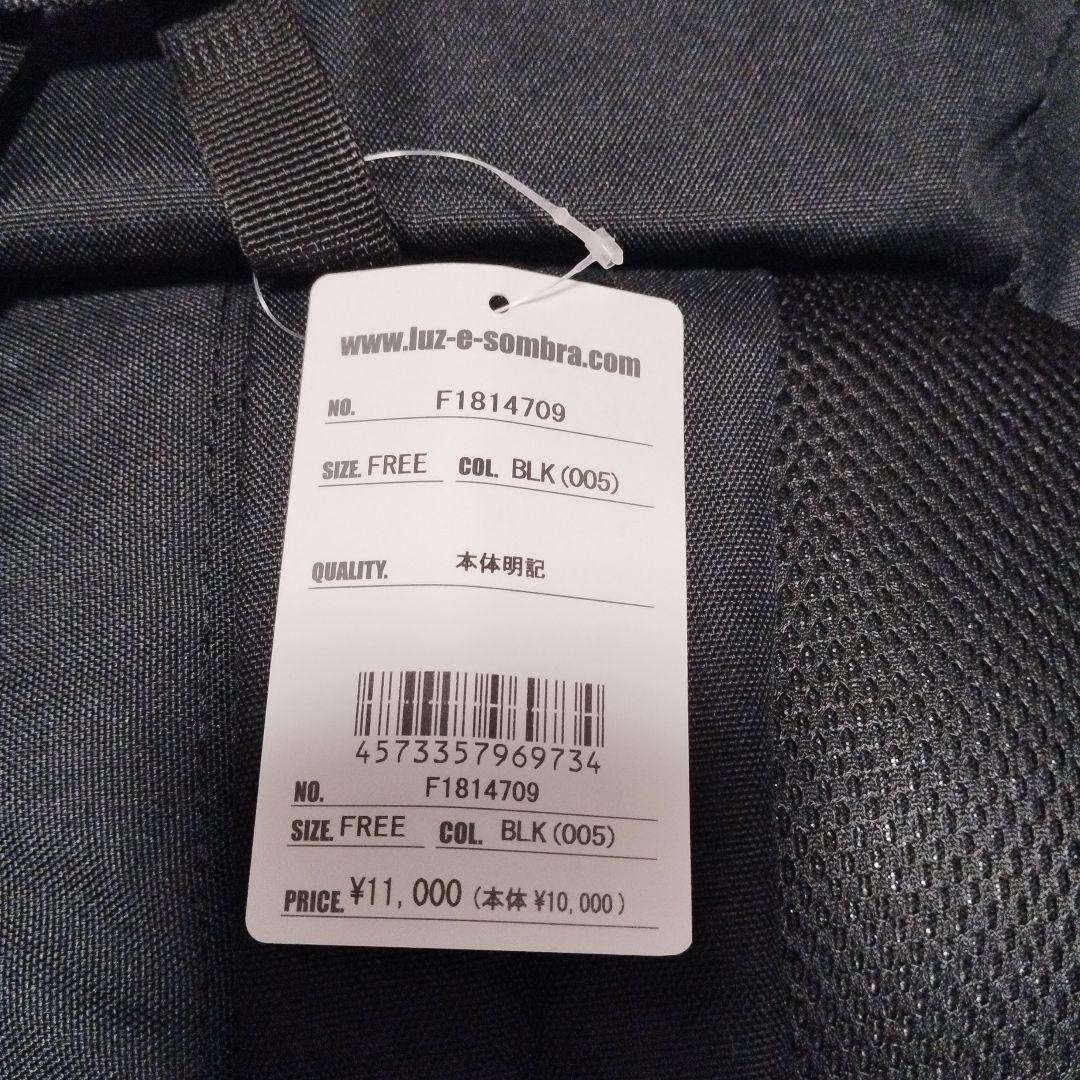 www.luz-e-sombra.com
NO. F1814709
SIZE. FREE COL. BLK(005)
QUALITY. 本体明記
4573357969734
NO. F1814709
SIZE. FREE COL. BLK(005)
PRICE. ¥11,000 (本体 ¥10,000)